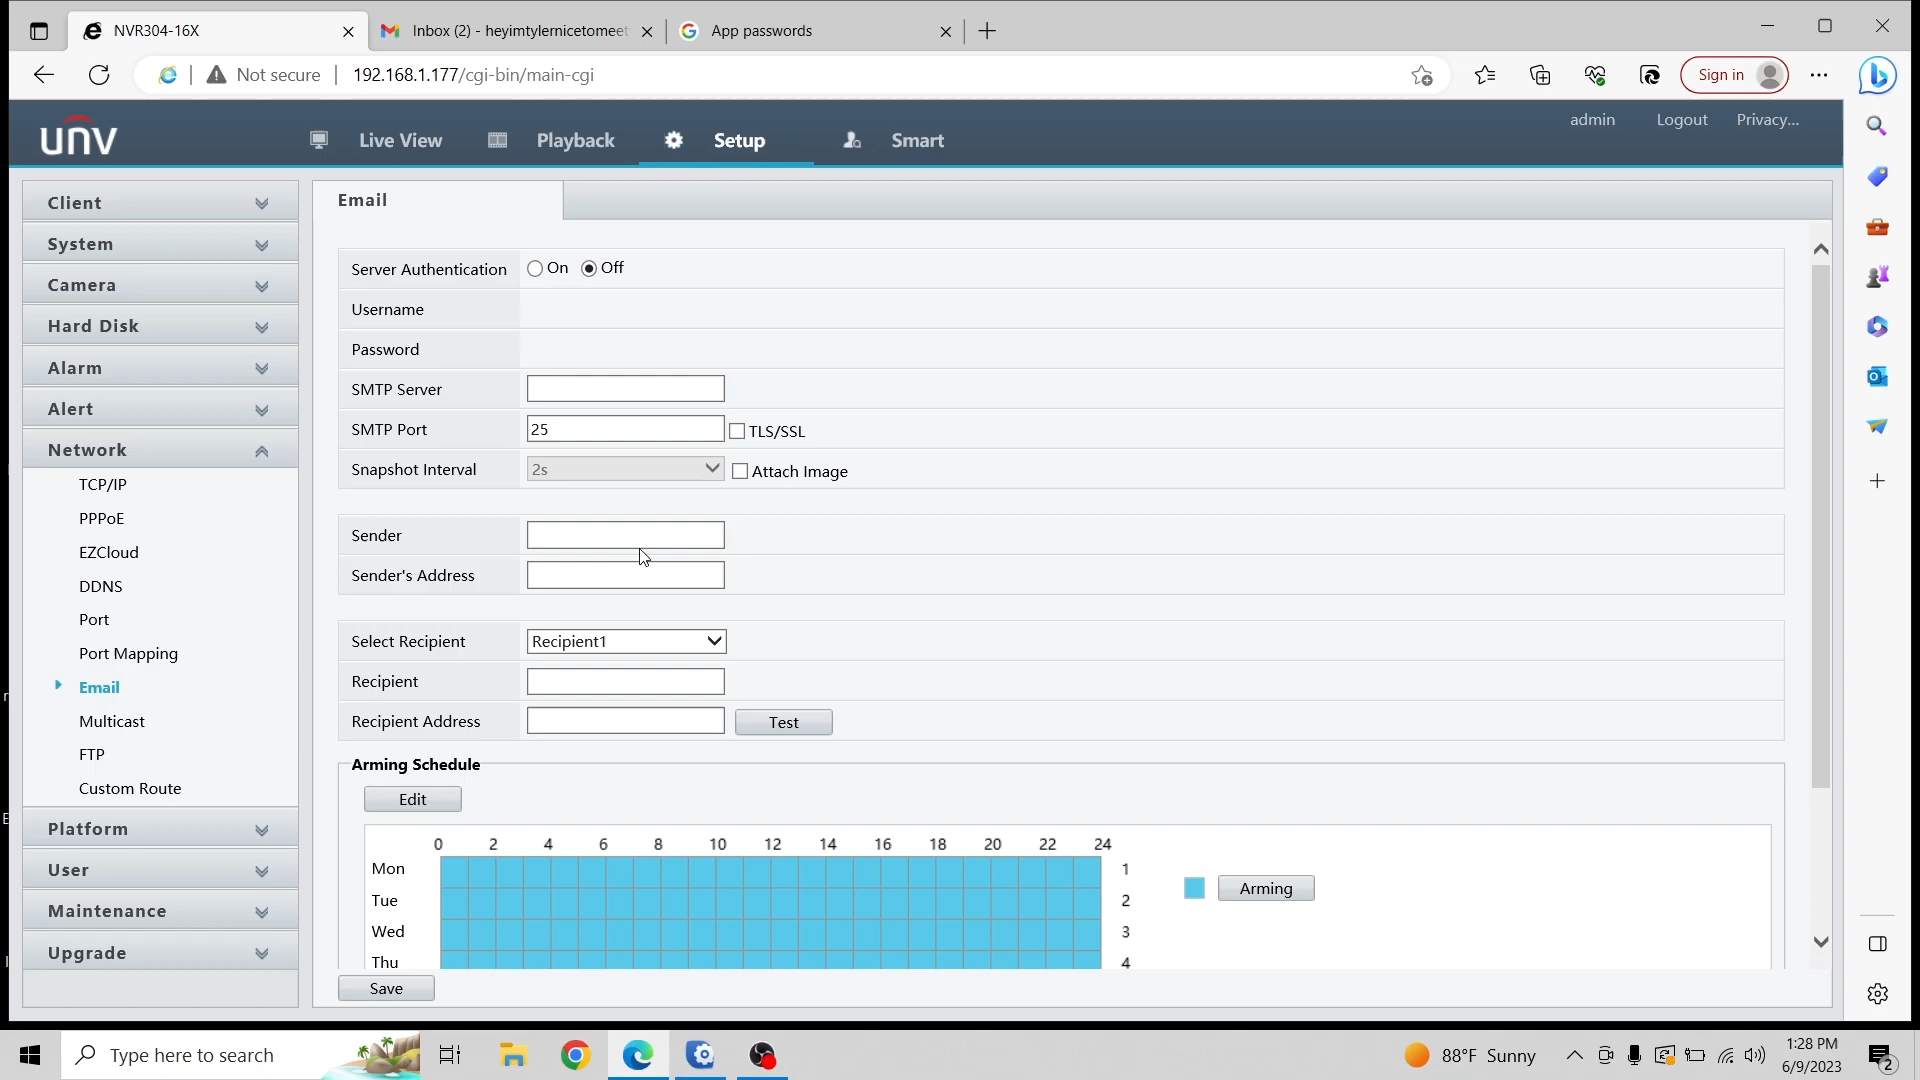 NVR304-16X
Inbox (2) - heyimtylernicetomeet
App passwords
Not secure
192.168.1.177/cgi-bin/main-cgi
Sign in
unv
Live View
Playback
Setup
Smart
admin
Logout
Privacy...
Client
System
Camera
Hard Disk
Alarm
Alert
Network
TCP/IP
PPPoE
EZCloud
DDNS
Port
Port Mapping
Email
Multicast
FTP
Custom Route
Platform
User
Maintenance
Upgrade
Email
Server Authentication On Off
Username
Password
SMTP Server
SMTP Port 25 TLS/SSL
Snapshot Interval 2s Attach Image
Sender
Sender's Address
Select Recipient Recipient1
Recipient
Recipient Address Test
Arming Schedule
Edit
0 2 4 6 8 10 12 14 16 18 20 22 24
Mon 1
Tue 2
Wed 3
Thu 4
Arming
Save
Type here to search
88°F Sunny
1:28 PM
6/9/2023
2